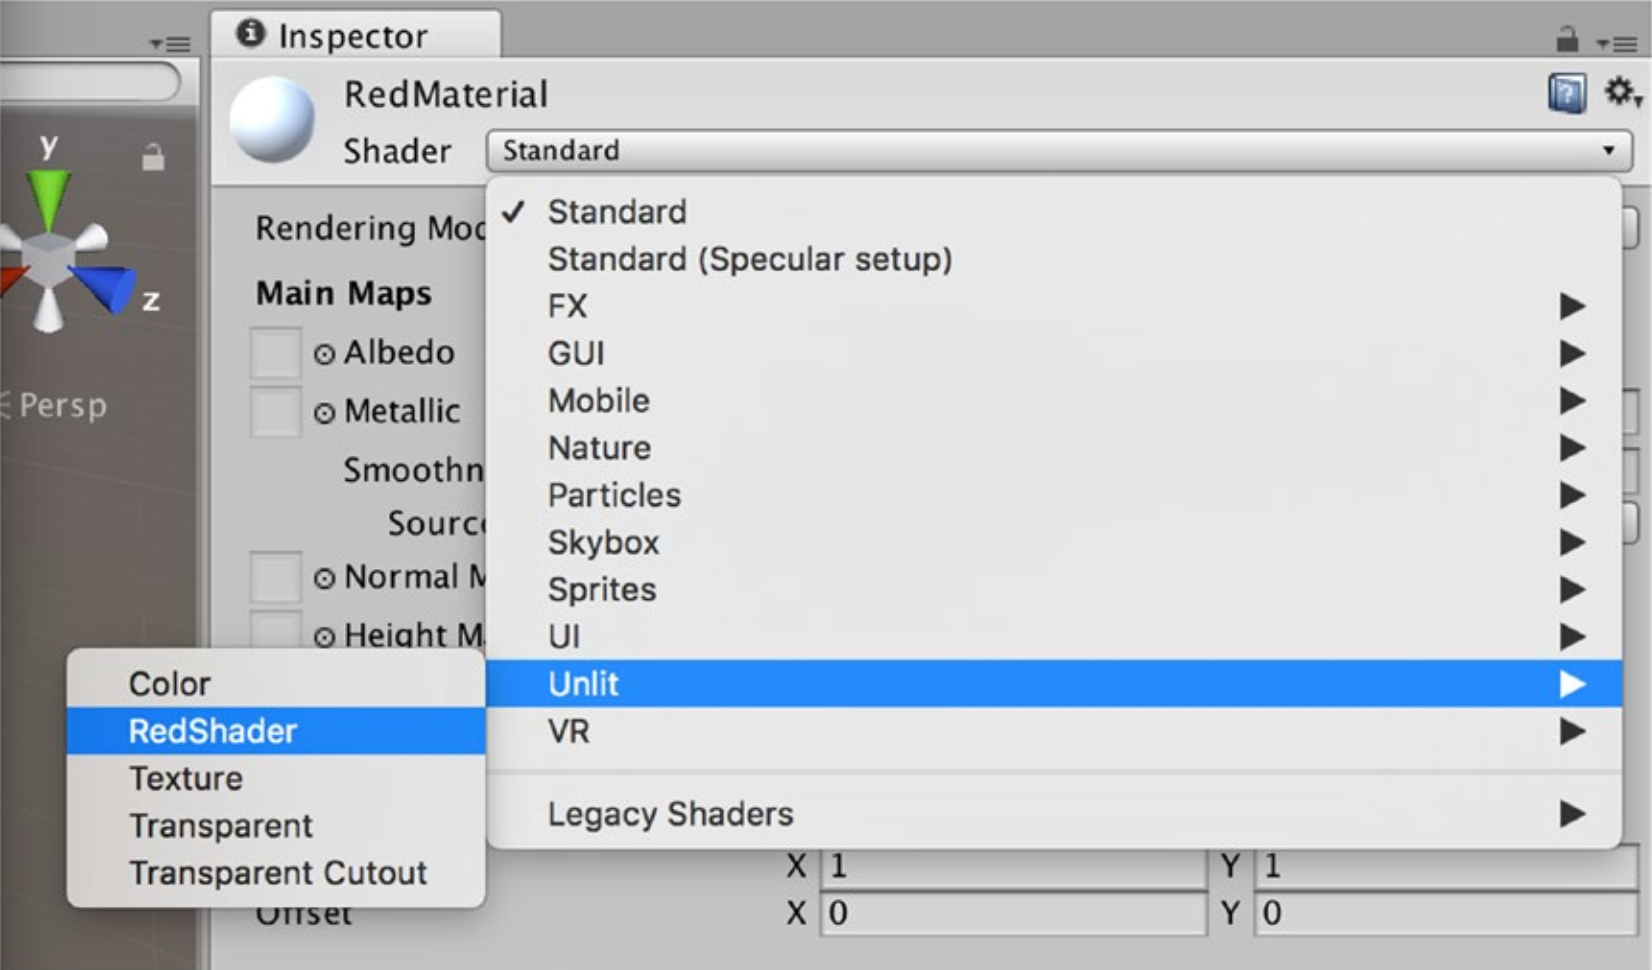 Inspector
RedMaterial
Shader Standard
y
z
Persp
Rendering Mod
Main Maps
Albedo
Metallic
Smoothn
Source
Normal M
Height M
Standard
Standard (Specular setup)
FX
GUI
Mobile
Nature
Particles
Skybox
Sprites
UI
Unlit
VR
Legacy Shaders
Color
RedShader
Texture
Transparent
Transparent Cutout
X 1 Y 1
Offset X 0 Y 0